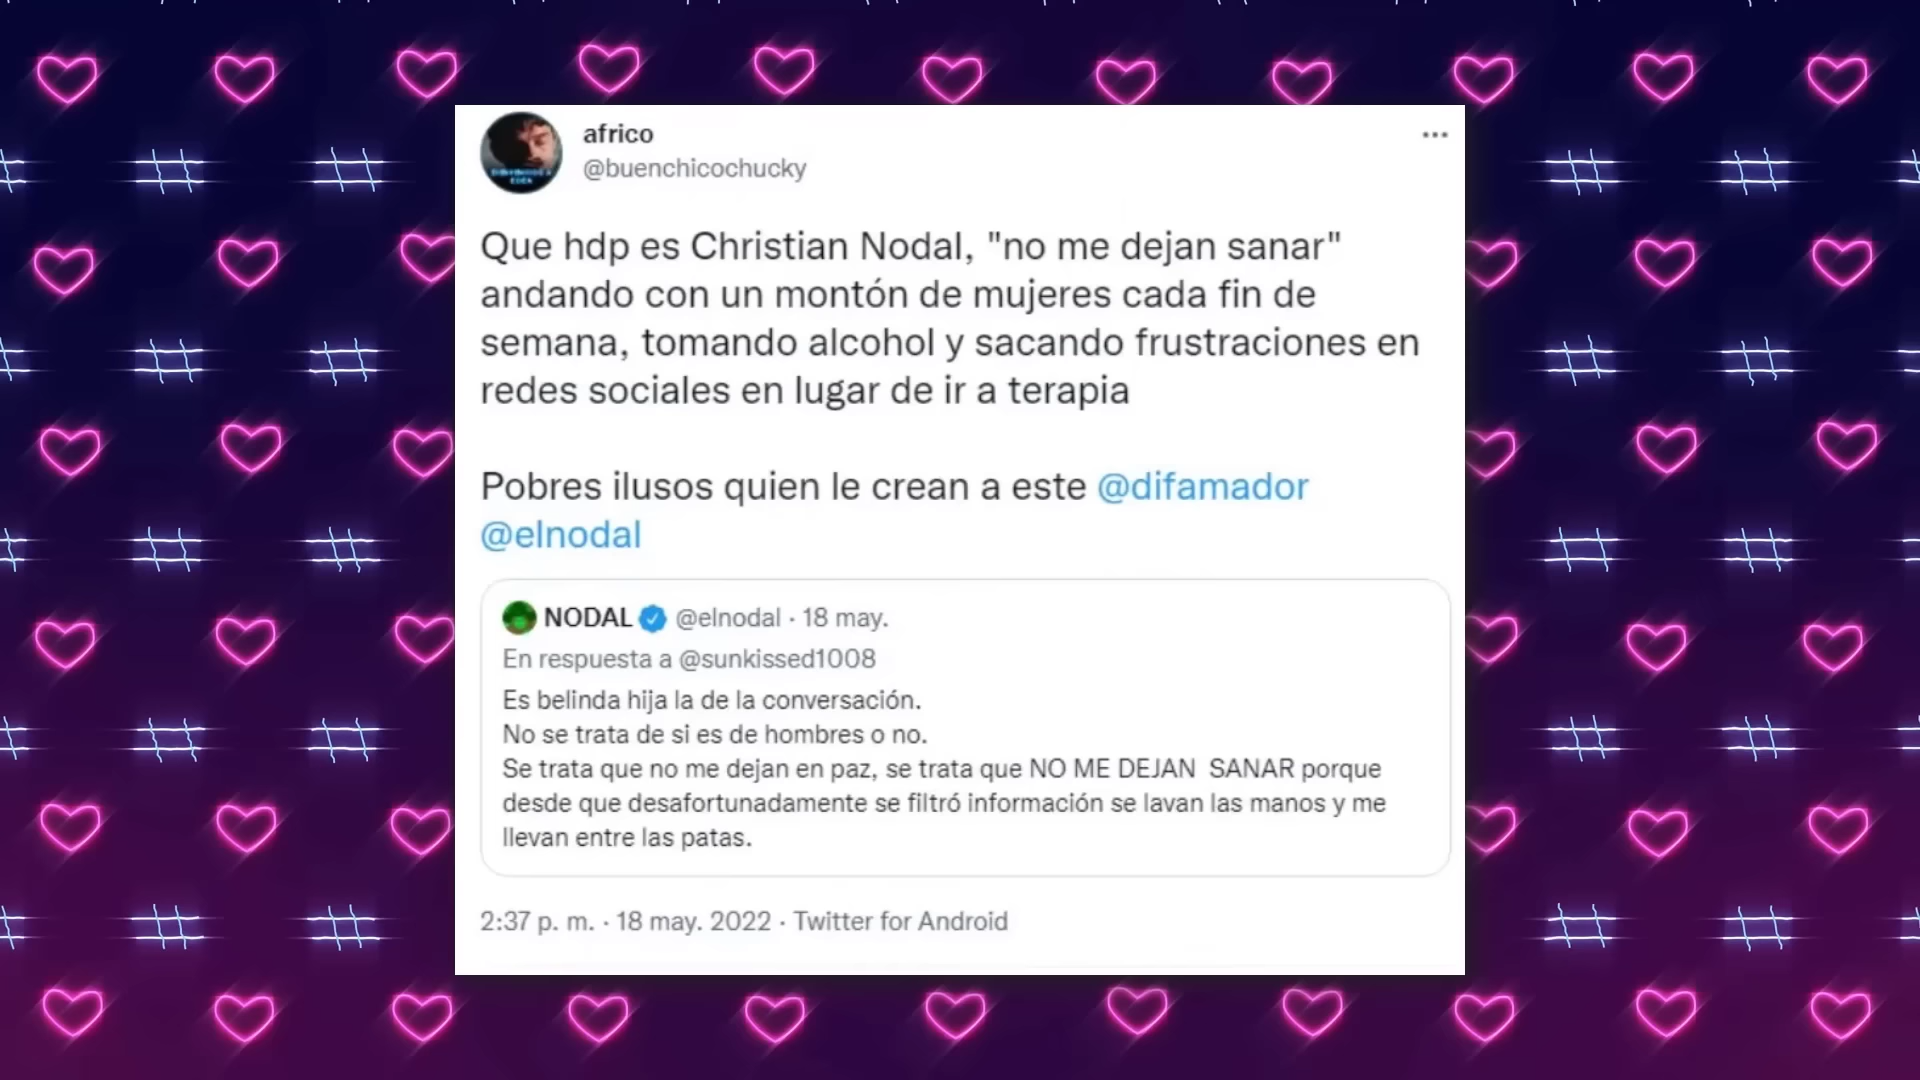 africo
@buenchicochucky
Que hdp es Christian Nodal, "no me dejan sanar"
andando con un montón de mujeres cada fin de
semana, tomando alcohol y sacando frustraciones en
redes sociales en lugar de ir a terapia
Pobres ilusos quien le crean a este @difamador
@elnodal
NODAL @elnodal · 18 may.
En respuesta a @sunkissed1008
Es belinda hija la de la conversación.
No se trata de si es de hombres o no.
Se trata que no me dejan en paz, se trata que NO ME DEJAN SANAR porque
desde que desafortunadamente se filtró información se lavan las manos y me
llevan entre las patas.
2:37 p. m. · 18 may. 2022 · Twitter for Android